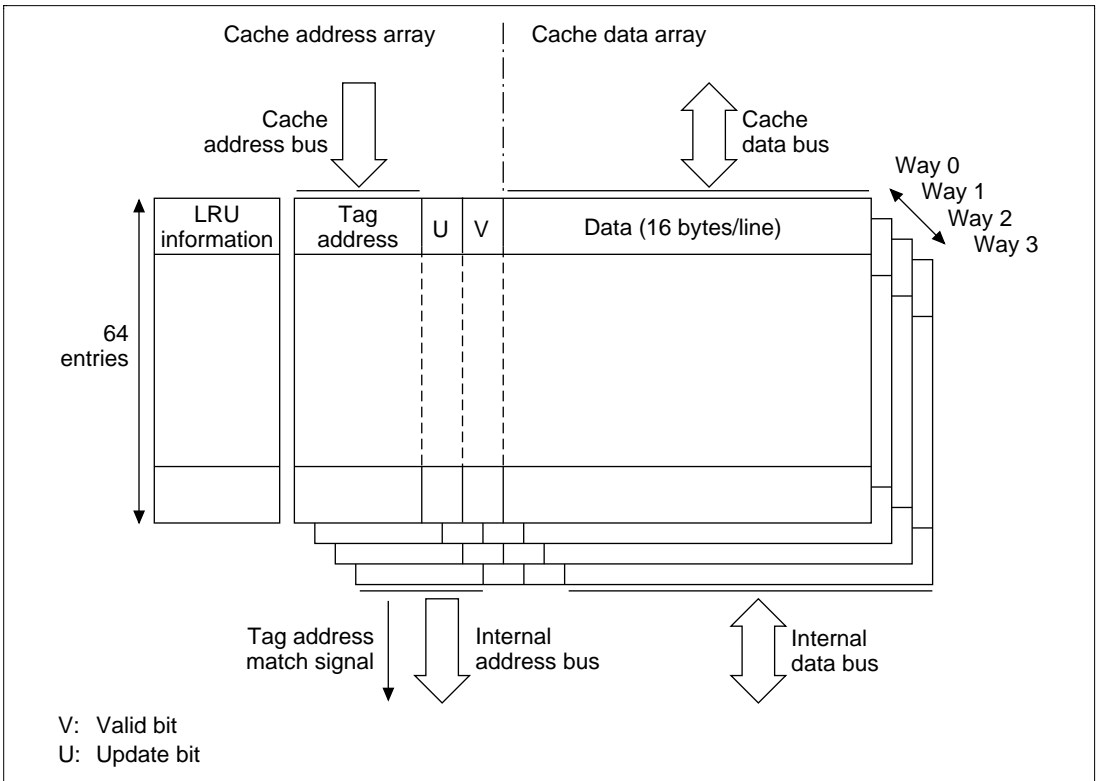 Cache address array
Cache data array
Cache
address bus
Cache
data bus
Way 0
Way 1
Way 2
Way 3
LRU
information
Tag
address
U
V
Data (16 bytes/line)
64
entries
Tag address
match signal
Internal
address bus
Internal
data bus
V: Valid bit
U: Update bit